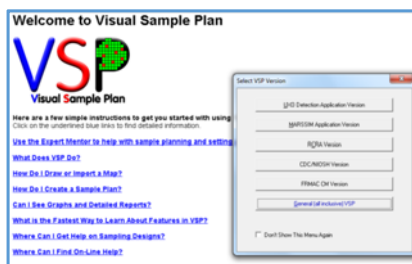 Welcome to Visual Sample Plan
VSP
Visual Sample Plan
Here are a few simple instructions to get you started with using
Click on the underlined blue links to find detailed information.
Use the Expert Mentor to help with sample planning and setting
What Does VSP Do?
How Do I Draw or Import a Map?
How Do I Create a Sample Plan?
Can I See Graphs and Detailed Reports?
What is the Fastest Way to Learn About Features in VSP?
Where Can I Get Help on Sampling Designs?
Where Can I Find On-Line Help?
Select VSP Version
UXO Detection Application Version
MARSSIM Application Version
RCRA Version
CDC/NIOSH Version
FRMAC CM Version
General (all inclusive) VSP
Don't Show This Menu Again